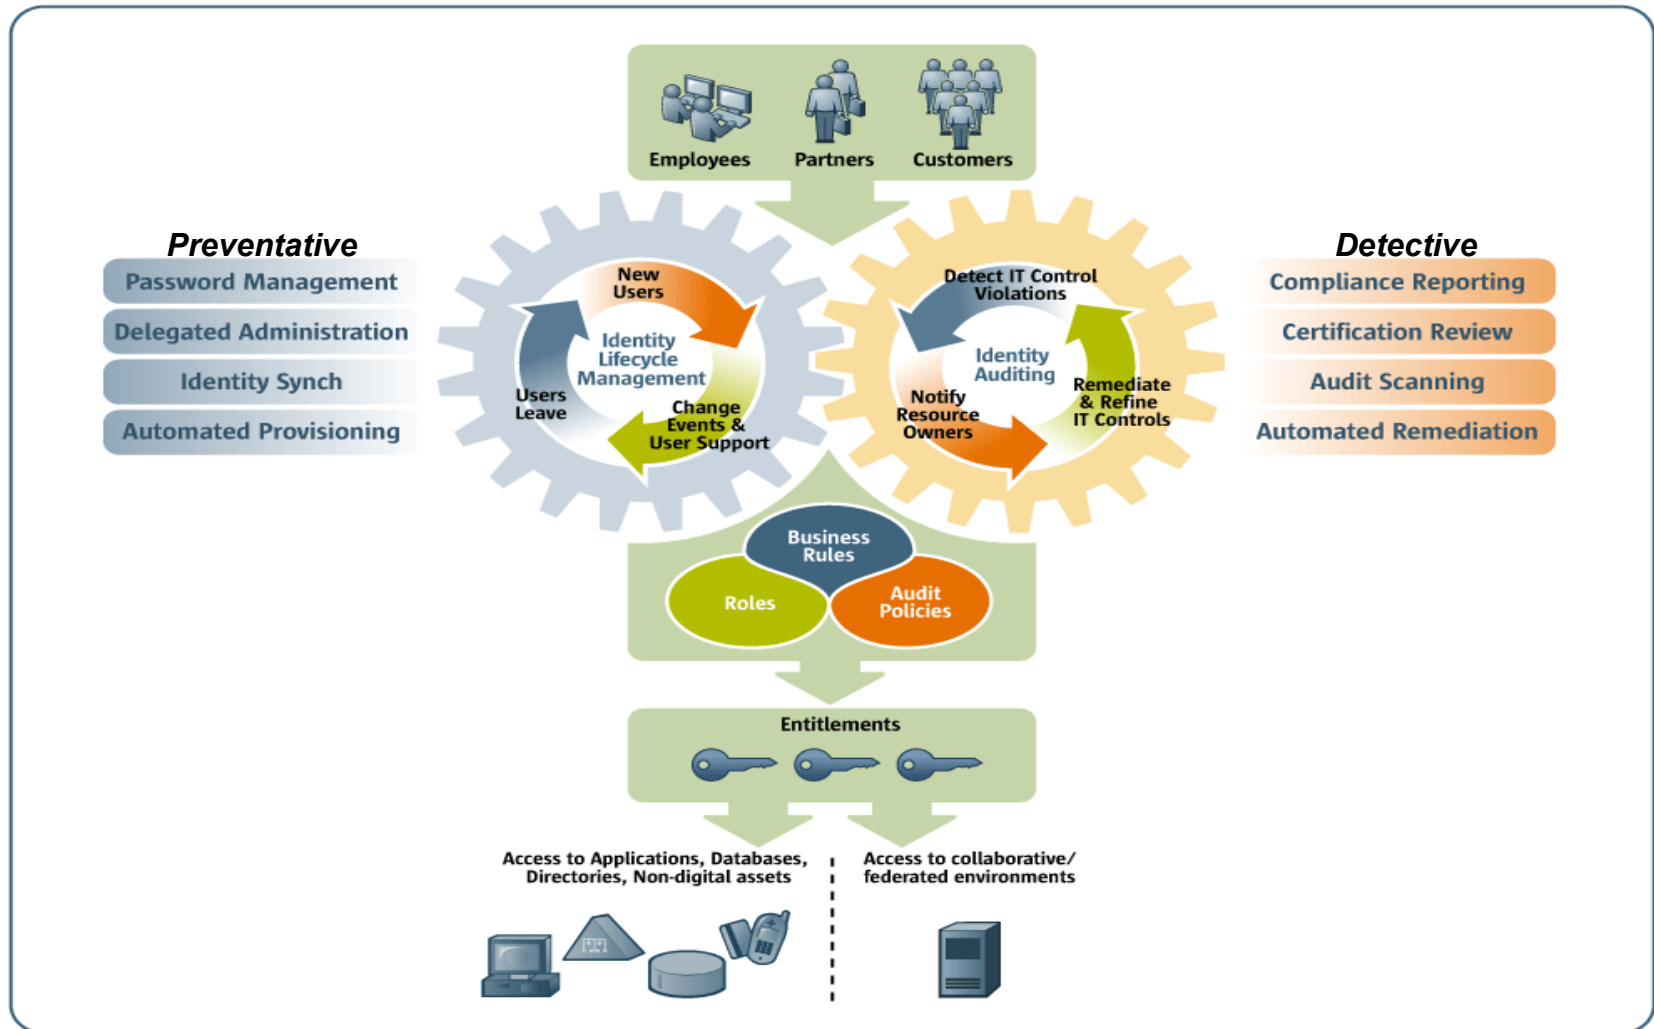 Employees
Partners
Customers
Preventative
Password Management
Delegated Administration
Identity Synch
Automated Provisioning
New
Users
Identity
Lifecycle
Management
Users
Leave
Change
Events &
User Support
Detect IT Control
Violations
Identity
Auditing
Notify
Resource
Owners
Remediate
& Refine
IT Controls
Detective
Compliance Reporting
Certification Review
Audit Scanning
Automated Remediation
Business
Rules
Roles
Audit
Policies
Entitlements
Access to Applications, Databases,
Directories, Non-digital assets
Access to collaborative/
federated environments